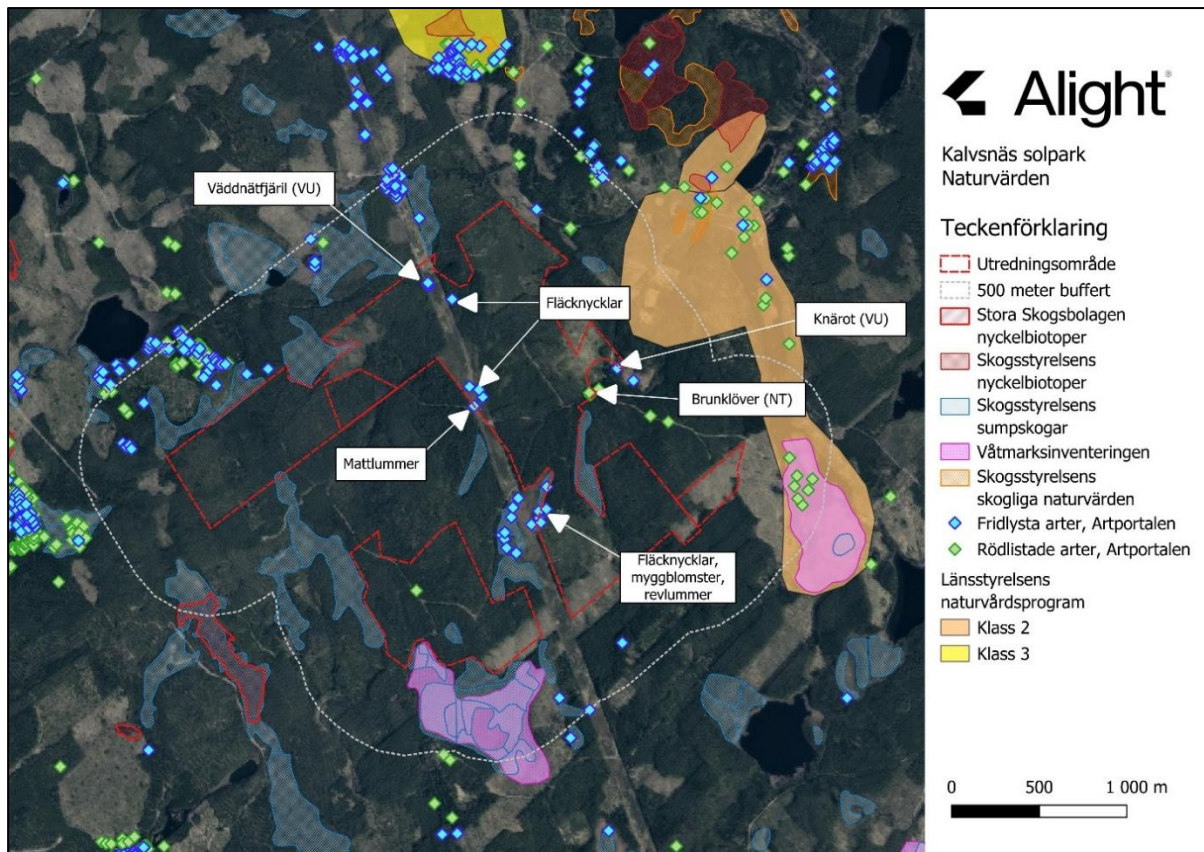 Väddnätfjäril (VU)
Fläcknycklar
Knärot (VU)
Brunklöver (NT)
Mattlummer
Fläcknycklar,
myggblomster,
revlummer
Alight®
Kalvsnäs solpark
Naturvärden
Teckenförklaring
Utredningsområde
500 meter buffert
Stora Skogsbolagen
nyckelbiotoper
Skogsstyrelsens
nyckelbiotoper
Skogsstyrelsens
sumpskogar
Våtmarksinventeringen
Skogsstyrelsens
skogliga naturvärden
Fridlysta arter, Artportalen
Rödlistade arter, Artportalen
Länsstyrelsens
naturvårdsprogram
Klass 2
Klass 3
0 500 1 000 m